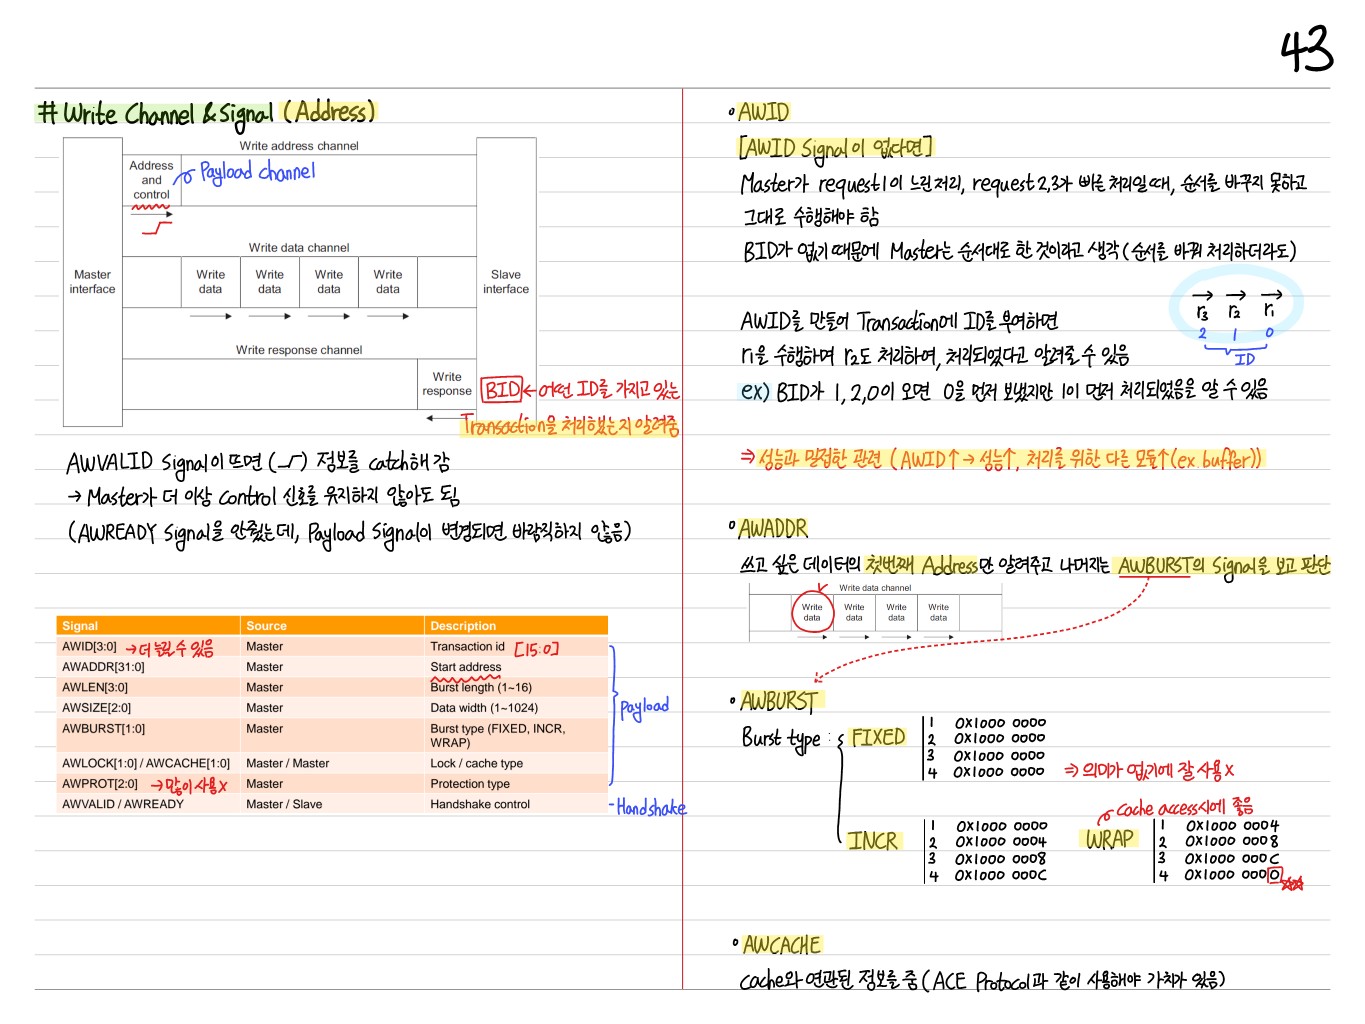 43
# Write Channel & Signal (Address)
Write address channel
Address
and
control
Payload channel
Write data channel
Master
interface
Write
data
Write
data
Write
data
Write
data
Slave
interface
Write response channel
Write
response
BID ← 어떤 ID를 가지고 있는
Transaction을 처리했는지 알려줌
AWVALID Signal이 뜨면 ( ) 정보를 catch해 감
→ Master가 더 이상 Control 신호를 유지하지 않아도 됨
(AWREADY Signal을 안줬는데, Payload Signal이 변경되면 바람직하지 않음)
Signal Source Description
AWID[3:0] → 더 늘릴 수 있음 Master Transaction id [15:0]
AWADDR[31:0] Master Start address
AWLEN[3:0] Master Burst length (1~16)
AWSIZE[2:0] Master Data width (1~1024)
AWBURST[1:0] Master Burst type (FIXED, INCR,
WRAP)
AWLOCK[1:0] / AWCACHE[1:0] Master / Master Lock / cache type
AWPROT[2:0] → 많이 사용X Master Protection type
AWVALID / AWREADY Master / Slave Handshake control
Payload
Handshake
• AWID
[AWID Signal이 없다면]
Master가 request1이 느린처리, request2,3가 빠른 처리일 때, 순서를 바꾸지 못하고
그대로 수행해야 함
BID가 없기 때문에 Master는 순서대로 한 것이라고 생각 (순서를 바꿔 처리하더라도)
r3 r2 r1
2 1 0
ID
AWID를 만들어 Transaction에 ID를 부여하면
r1을 수행하며 r2도 처리하여, 처리되었다고 알려줄 수 있음
ex) BID가 1, 2, 0이 오면 0을 먼저 보냈지만 1이 먼저 처리되었음을 알 수 있음
⇒ 성능과 밀접한 관련 (AWID↑ → 성능↑, 처리를 위한 다른 모듈↑(ex. buffer))
• AWADDR
쓰고 싶은 데이터의 첫번째 Address만 알려주고 나머지는 AWBURST의 Signal을 보고 판단
Write data channel
Write
data
Write
data
Write
data
Write
data
• AWBURST
Burst type :
FIXED
1 0X1000 0000
2 0X1000 0000
3 0X1000 0000
4 0X1000 0000 ⇒ 의미가 없기에 잘 사용X
INCR
1 0X1000 0000
2 0X1000 0004
3 0X1000 0008
4 0X1000 000C
Cache access시에 좋음
WRAP
1 0X1000 0004
2 0X1000 0008
3 0X1000 000C
4 0X1000 0000 ☆☆
• AWCACHE
cache와 연관된 정보를 줌 (ACE Protocol과 같이 사용해야 가치가 있음)